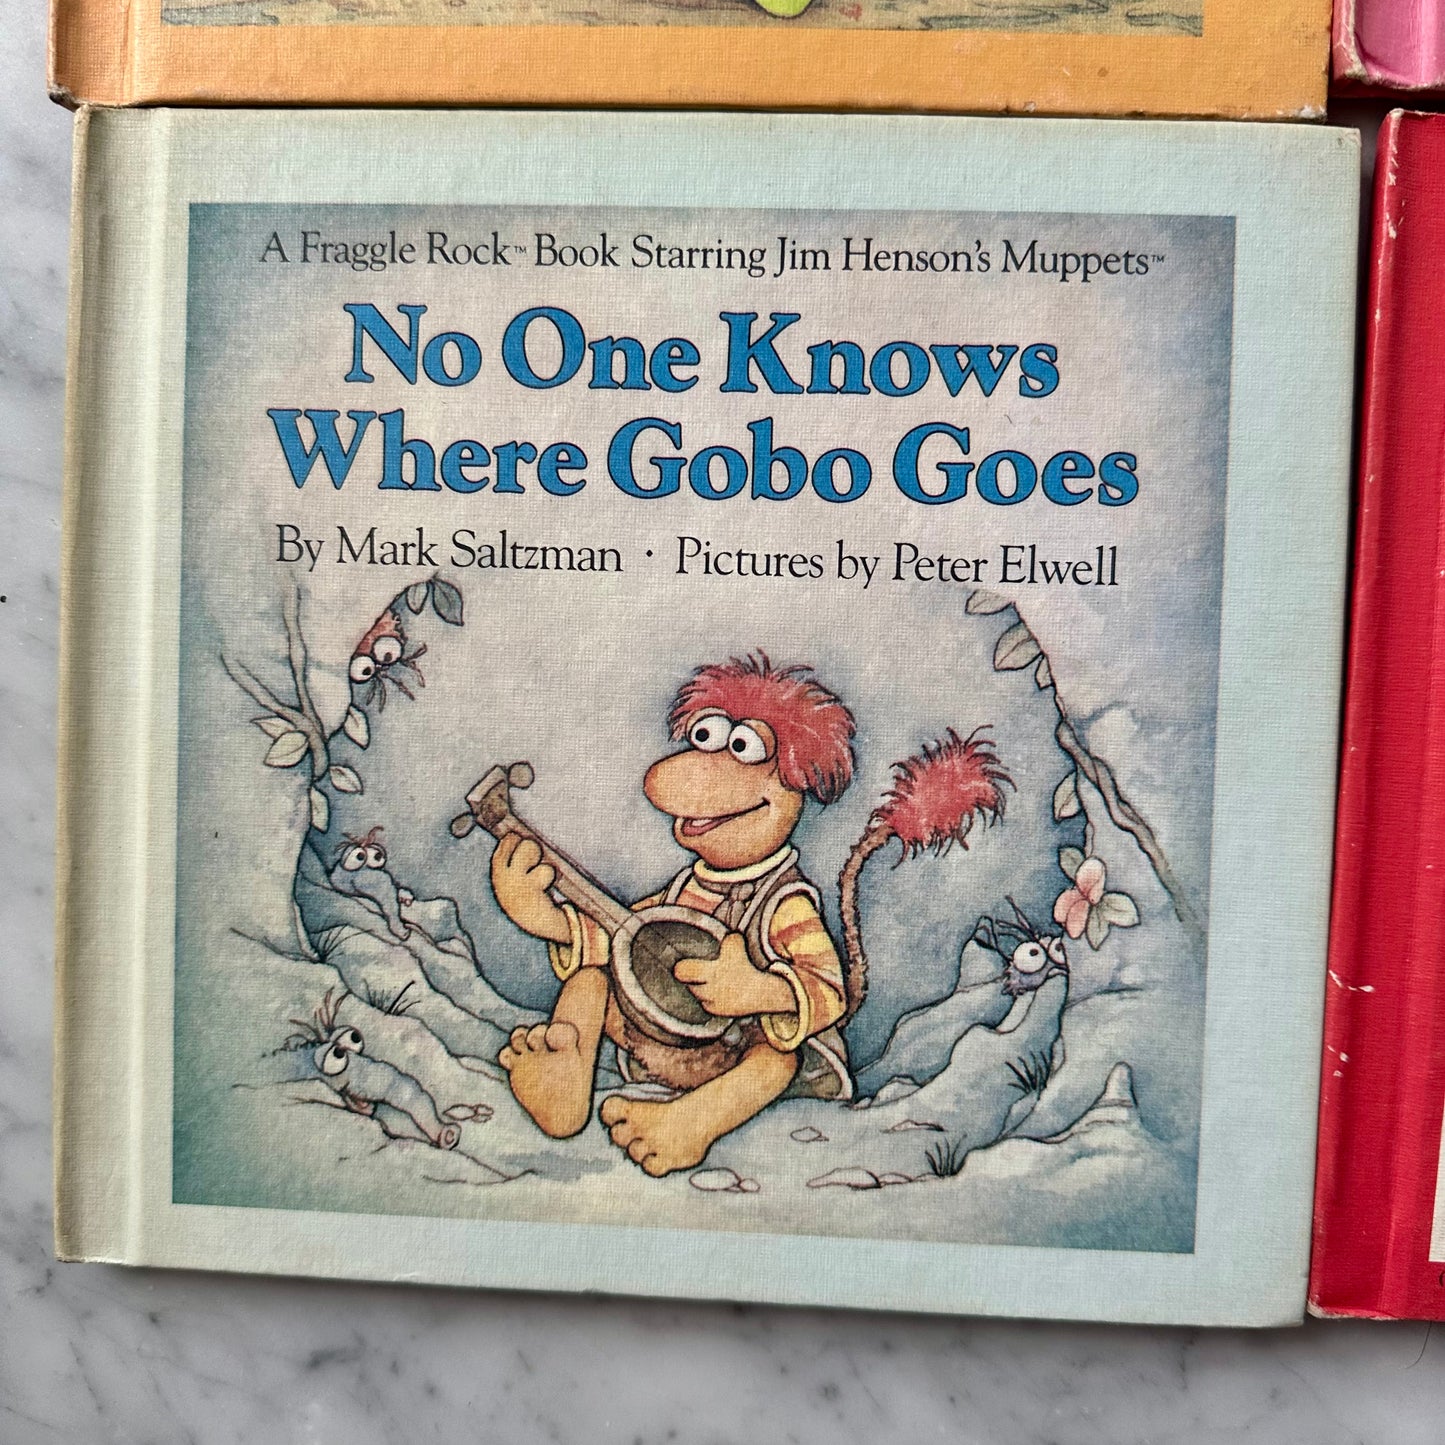 A Fraggle Rock™ Book Starring Jim Henson's Muppets™
No One Knows
Where Gobo Goes
By Mark Saltzman · Pictures by Peter Elwell